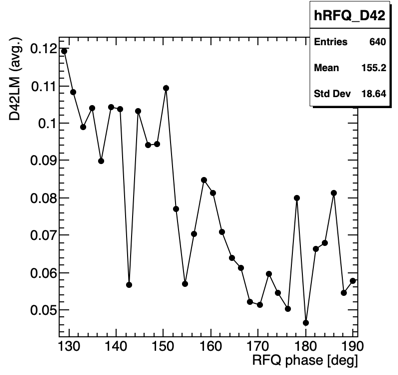 hRFQ_D42
Entries 640
Mean 155.2
Std Dev 18.64
D42LM (avg.)
0.12
0.11
0.1
0.09
0.08
0.07
0.06
0.05
130 140 150 160 170 180 190
RFQ phase [deg]